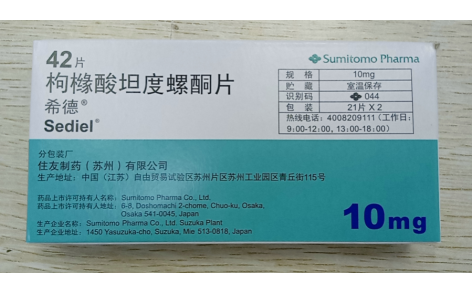 42片
枸橼酸坦度螺酮片
希德®
Sediel®
Sumitomo Pharma
规格 10mg
贮藏 室温保存
识别码 044
包装 21片 X 2
热线电话：4008209111（工作日：
9:00-12:00, 13:00-18:00）
分包装厂
住友制药（苏州）有限公司
生产地址：中国（江苏）自由贸易试验区苏州片区苏州工业园区青丘街115号
药品上市许可持有人名称：Sumitomo Pharma Co., Ltd.
药品上市许可持有人地址：6-8, Doshomachi 2-chome, Chuo-ku, Osaka,
Osaka 541-0045, Japan
生产企业名称：Sumitomo Pharma Co., Ltd. Suzuka Plant
生产企业地址：1450 Yasuzuka-cho, Suzuka, Mie 513-0818, Japan
10mg